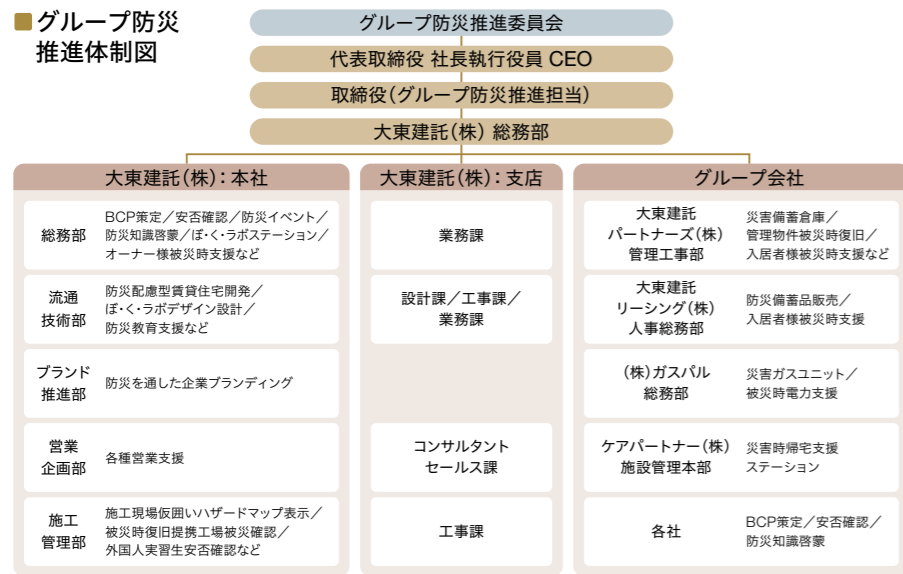 ■グループ防災
推進体制図
グループ防災推進委員会
代表取締役 社長執行役員 CEO
取締役(グループ防災推進担当)
大東建託(株) 総務部
大東建託(株):本社
総務部
BCP策定/安否確認/防災イベント/
防災知識啓蒙/ぼ・く・ラボステーション/
オーナー様被災時支援など
流通
技術部
防災配慮型賃貸住宅開発/
ぼ・く・ラボデザイン設計/
防災教育支援など
ブランド
推進部
防災を通した企業ブランディング
営業
企画部
各種営業支援
施工
管理部
施工現場仮囲いハザードマップ表示/
被災時復旧提携工場被災確認/
外国人実習生安否確認など
大東建託(株):支店
業務課
設計課/工事課/
業務課
コンサルタント
セールス課
工事課
グループ会社
大東建託
パートナーズ(株)
管理工事部
災害備蓄倉庫/
管理物件被災時復旧/
入居者様被災時支援など
大東建託
リーシング(株)
人事総務部
防災備蓄品販売/
入居者様被災時支援
(株)ガスパル
総務部
災害ガスユニット/
被災時電力支援
ケアパートナー(株)
施設管理本部
災害時帰宅支援
ステーション
各社
BCP策定/安否確認/
防災知識啓蒙